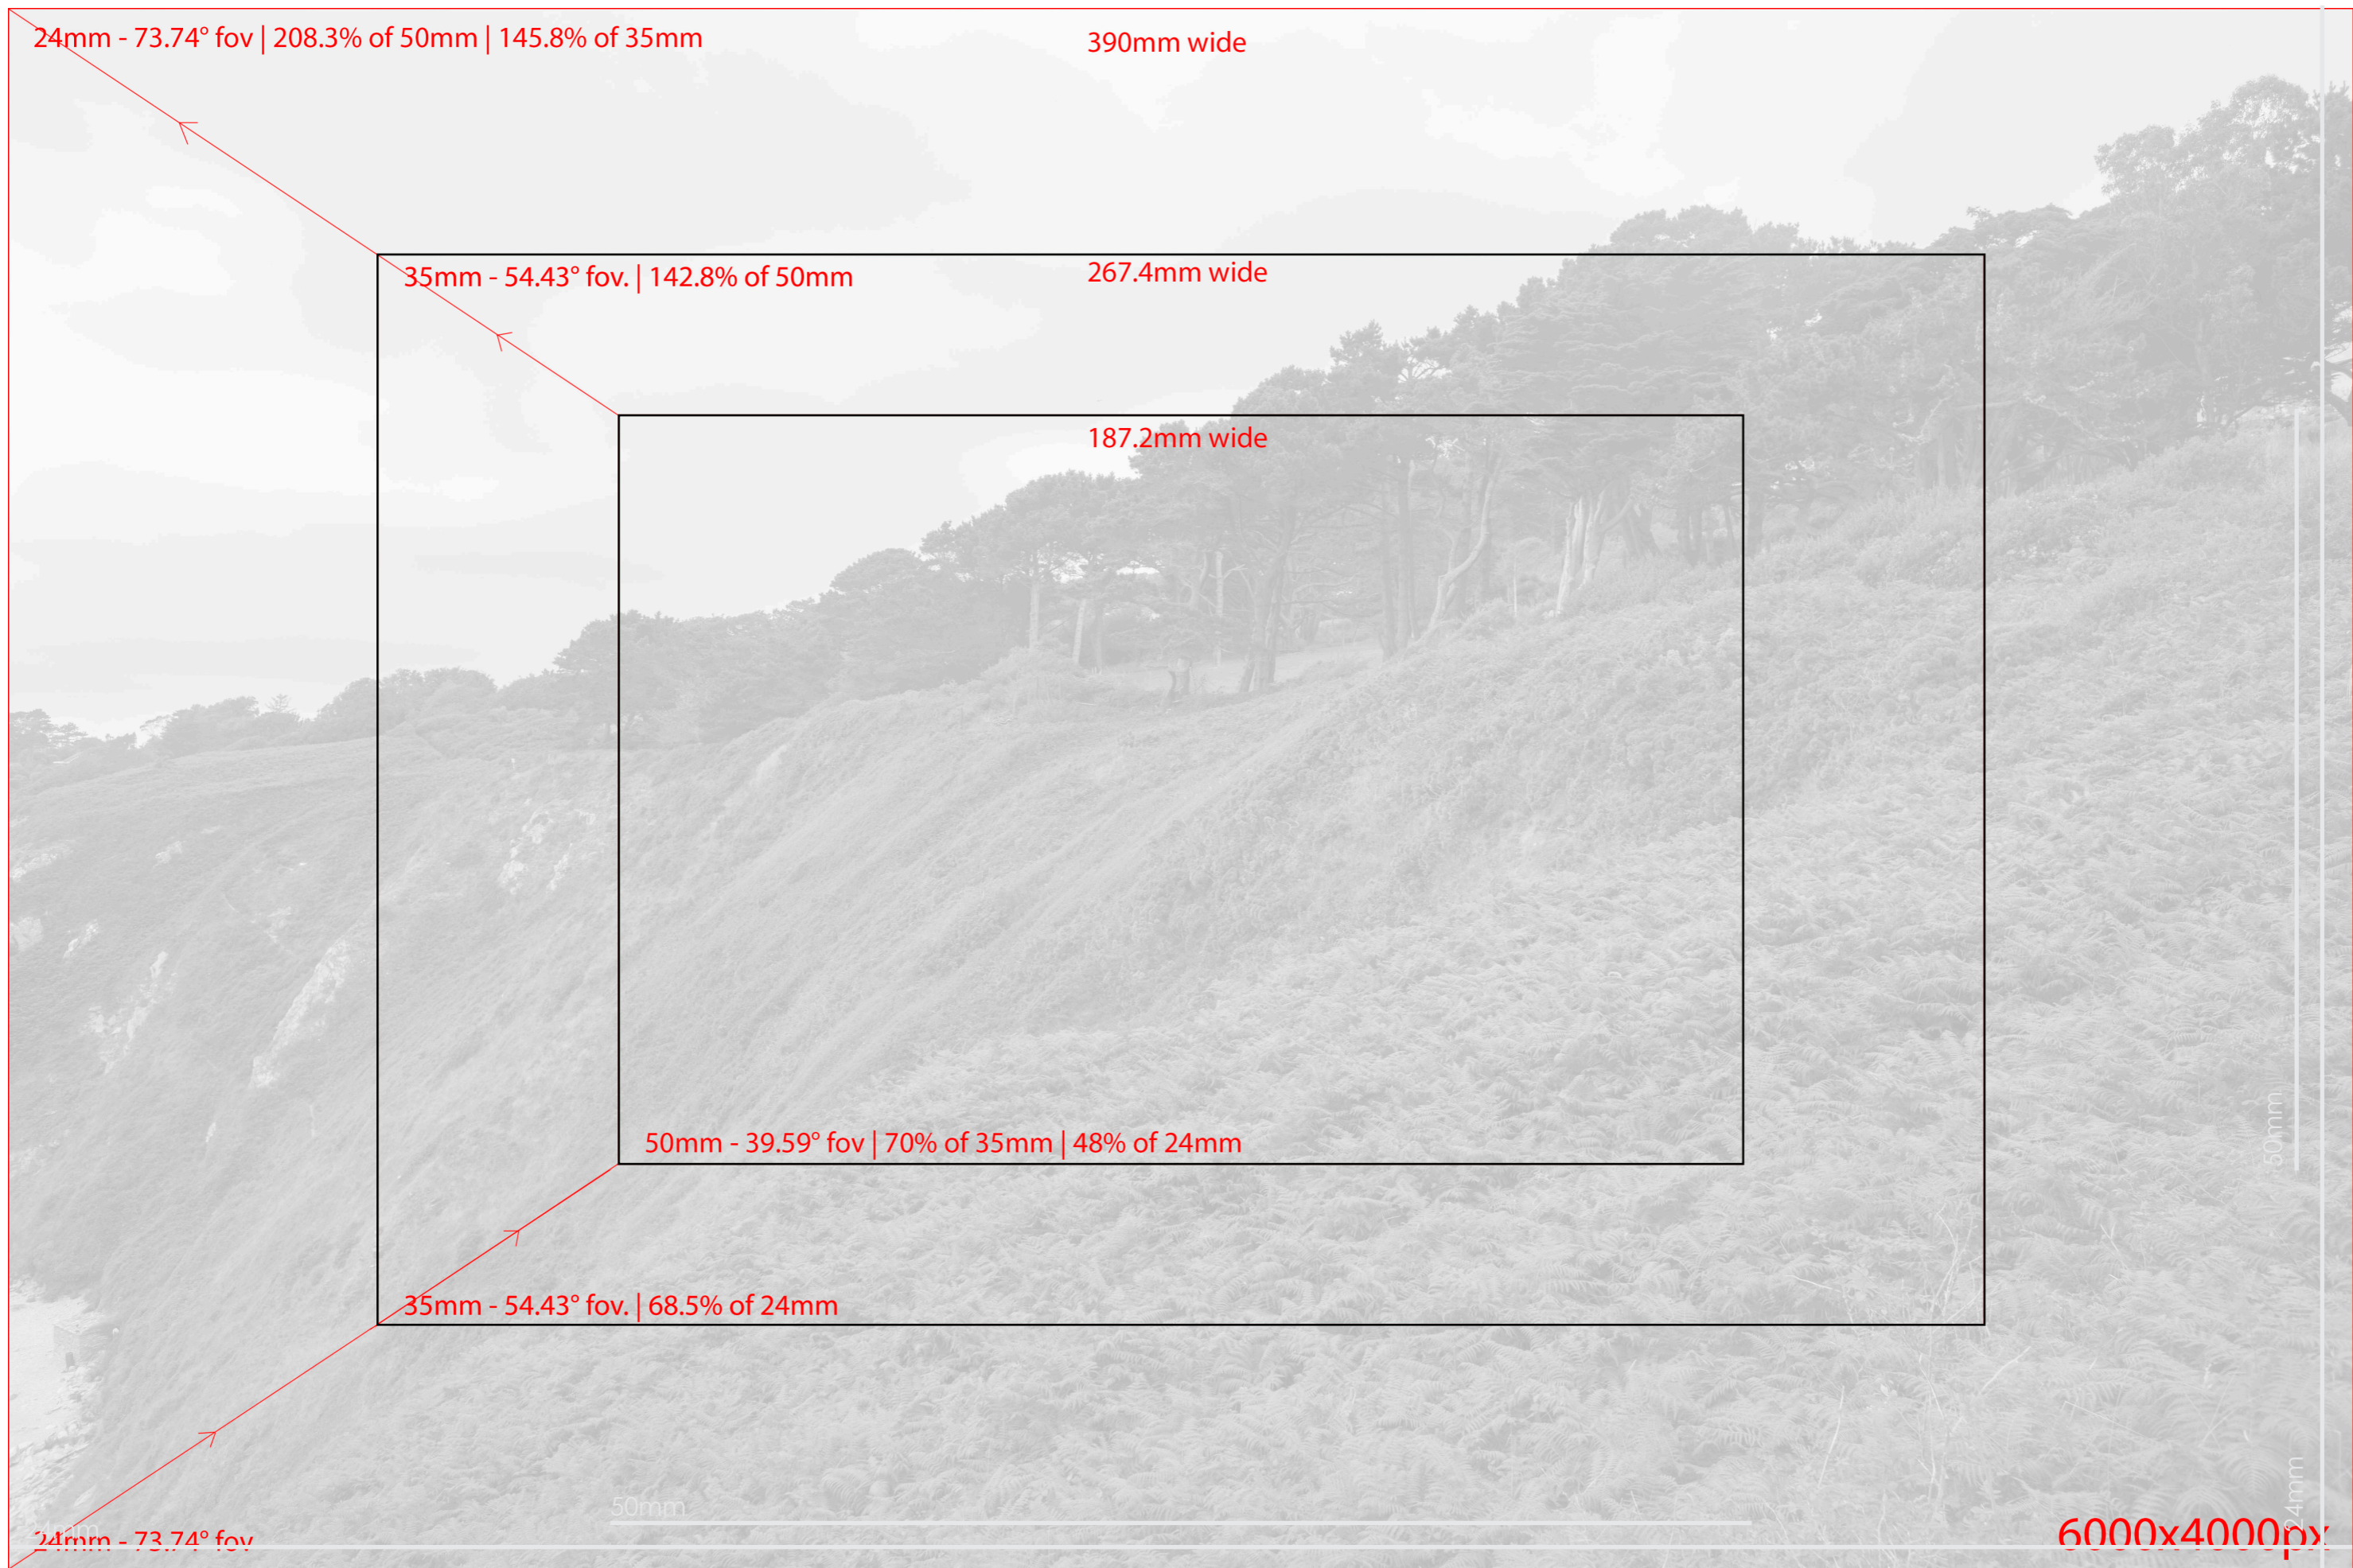 24mm - 73.74° fov | 208.3% of 50mm | 145.8% of 35mm
390mm wide
35mm - 54.43° fov. | 142.8% of 50mm
267.4mm wide
187.2mm wide
50mm
50mm - 39.59° fov | 70% of 35mm | 48% of 24mm
35mm - 54.43° fov. | 68.5% of 24mm
24mm
50mm
24mm - 73.74° fov
6000x4000px